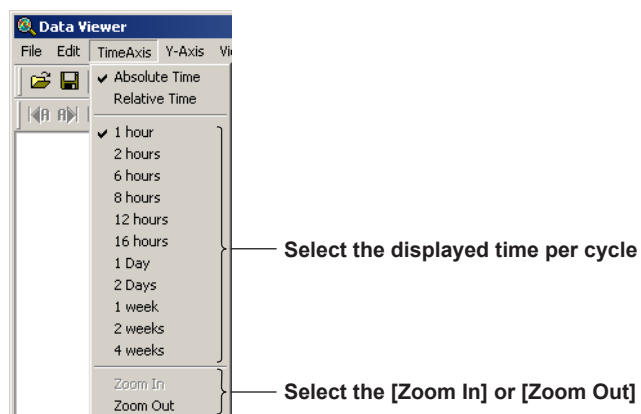 Data Viewer
File Edit TimeAxis Y-Axis
Absolute Time
Relative Time
1 hour
2 hours
6 hours
8 hours
12 hours
16 hours
1 Day
2 Days
1 week
2 weeks
4 weeks
Select the displayed time per cycle
Zoom In
Zoom Out
Select the [Zoom In] or [Zoom Out]